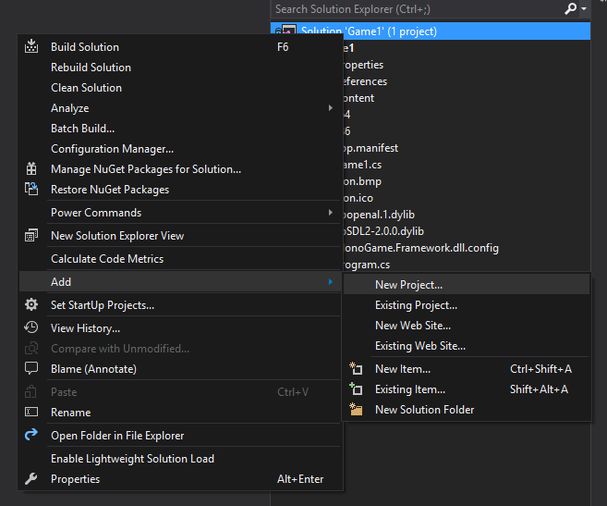 Search Solution Explorer (Ctrl+;)
Solution 'Game1' (1 project)
Build Solution F6
Rebuild Solution
Clean Solution
Analyze
Batch Build...
Configuration Manager...
Manage NuGet Packages for Solution...
Restore NuGet Packages
Power Commands
New Solution Explorer View
Calculate Code Metrics
Add
Set StartUp Projects...
View History...
Compare with Unmodified...
Blame (Annotate)
Paste Ctrl+V
Rename
Open Folder in File Explorer
Enable Lightweight Solution Load
Properties Alt+Enter
e1
operties
eferences
ontent
4
6
pp.manifest
ame1.cs
on.bmp
on.ico
oopenal.1.dylib
SDL2-2.0.0.dylib
onoGame.Framework.dll.config
rogram.cs
New Project...
Existing Project...
New Web Site...
Existing Web Site...
New Item... Ctrl+Shift+A
Existing Item... Shift+Alt+A
New Solution Folder